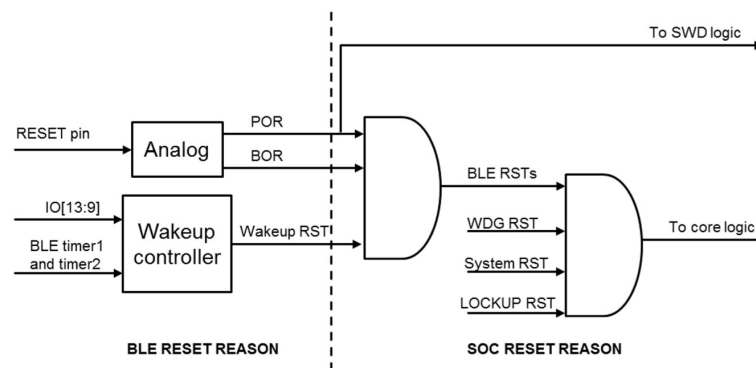 To SWD logic
POR
RESET pin
Analog
BOR
BLE RSTs
IO[13:9]
WDG RST
Wakeup
controller
Wakeup RST
To core logic
BLE timer1
and timer2
System RST
LOCKUP RST
BLE RESET REASON
SOC RESET REASON